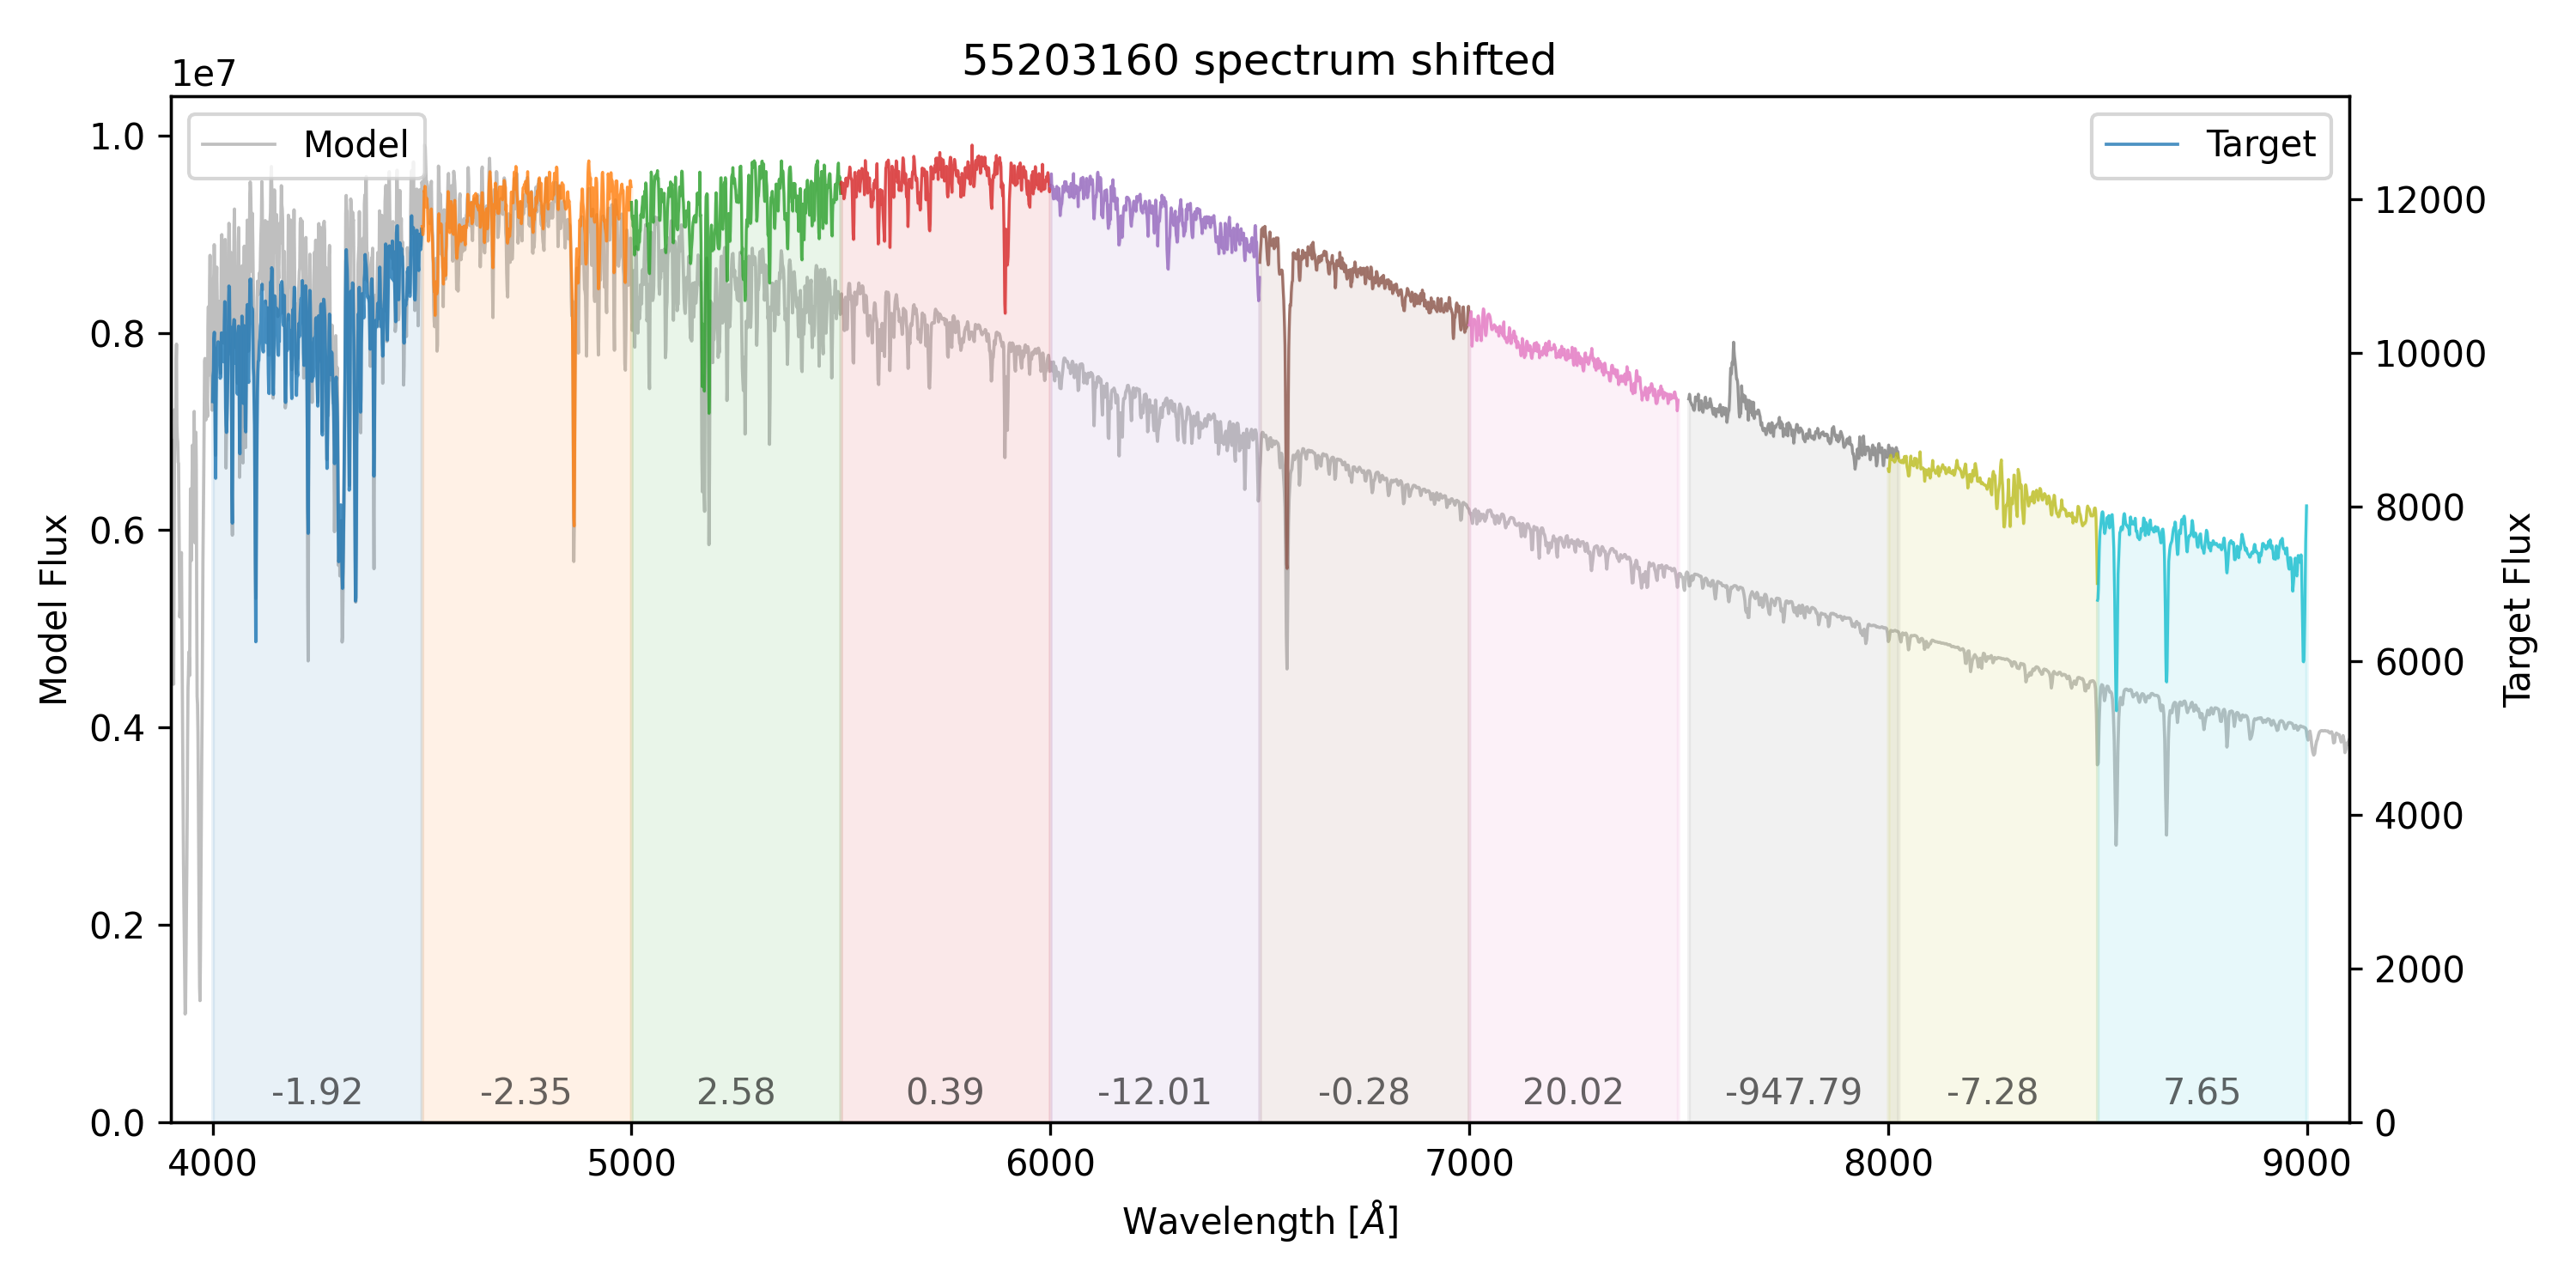 55203160 spectrum shifted
1e7
Model
Target
1.0
0.8
0.6
0.4
0.2
0.0
Model Flux
12000
10000
8000
6000
4000
2000
0
Target Flux
-1.92 -2.35 2.58 0.39 -12.01 -0.28 20.02 -947.79 -7.28 7.65
4000 5000 6000 7000 8000 9000
Wavelength [Å]